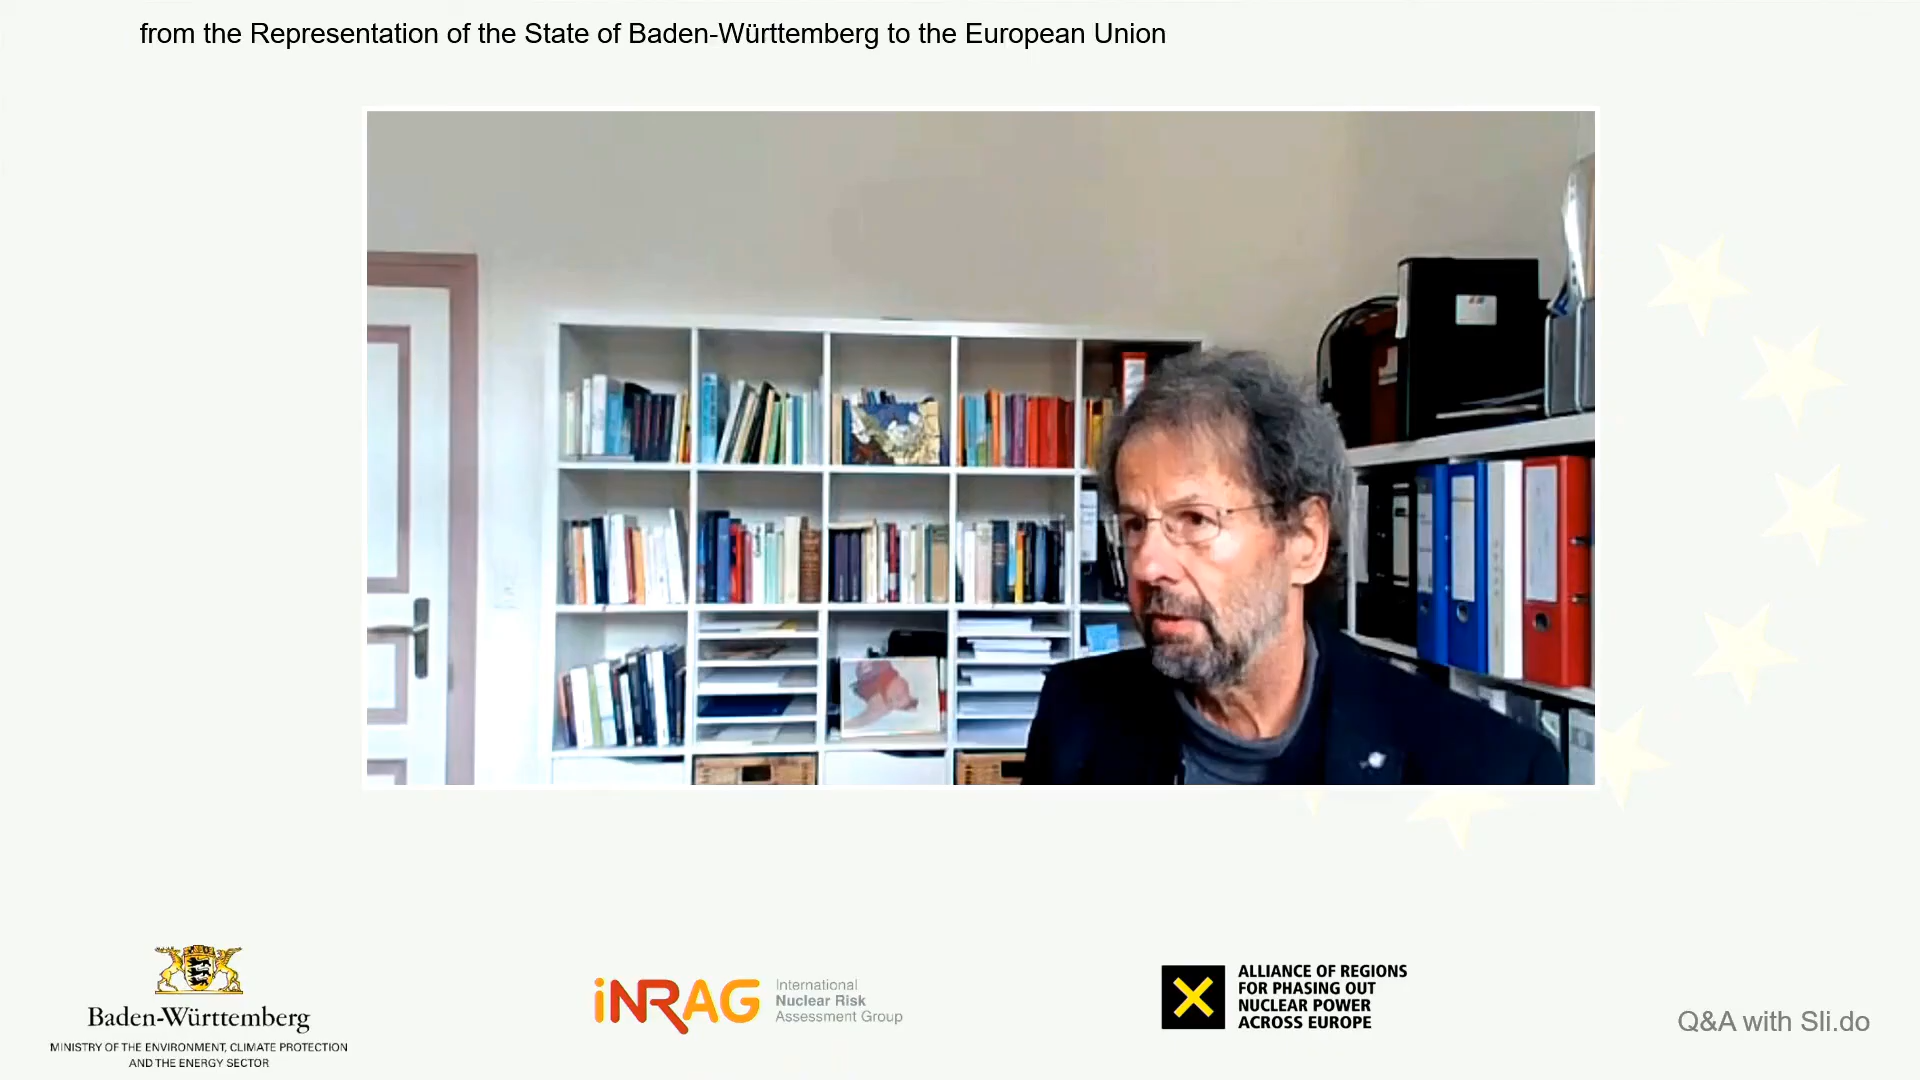 from the Representation of the State of Baden-Württemberg to the European Union
Baden-Württemberg
MINISTRY OF THE ENVIRONMENT, CLIMATE PROTECTION
AND THE ENERGY SECTOR
iNRAG
International
Nuclear Risk
Assessment Group
ALLIANCE OF REGIONS
FOR PHASING OUT
NUCLEAR POWER
ACROSS EUROPE
Q&A with Sli.do